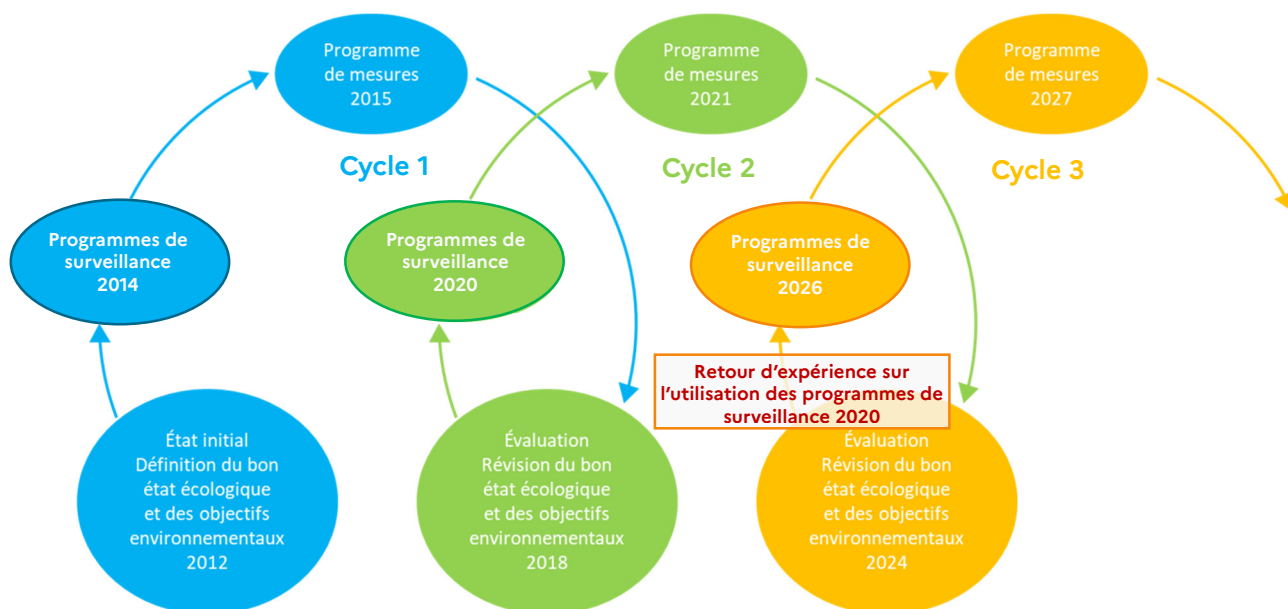 Programme
de mesures
2015
Programme
de mesures
2021
Programme
de mesures
2027
Cycle 1
Cycle 2
Cycle 3
Programmes de
surveillance
2014
Programmes de
surveillance
2020
Programmes de
surveillance
2026
Retour d’expérience sur
l’utilisation des programmes de
surveillance 2020
État initial
Définition du bon
état écologique
et des objectifs
environnementaux
2012
Évaluation
Révision du bon
état écologique
et des objectifs
environnementaux
2018
Évaluation
Révision du bon
état écologique
et des objectifs
environnementaux
2024